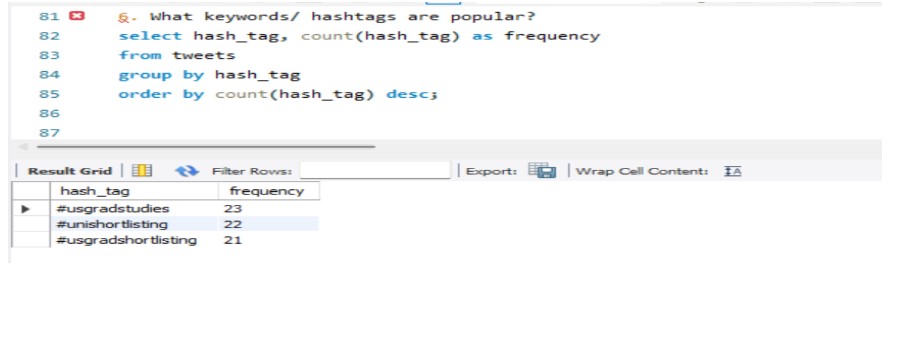 81 6. What keywords/ hashtags are popular?
82 select hash_tag, count(hash_tag) as frequency
83 from tweets
84 group by hash_tag
85 order by count(hash_tag) desc;
86
87
Result Grid Filter Rows: Export: Wrap Cell Content: IA
hash_tag frequency
#usgradstudies 23
#unishortlisting 22
#usgradshortlisting 21